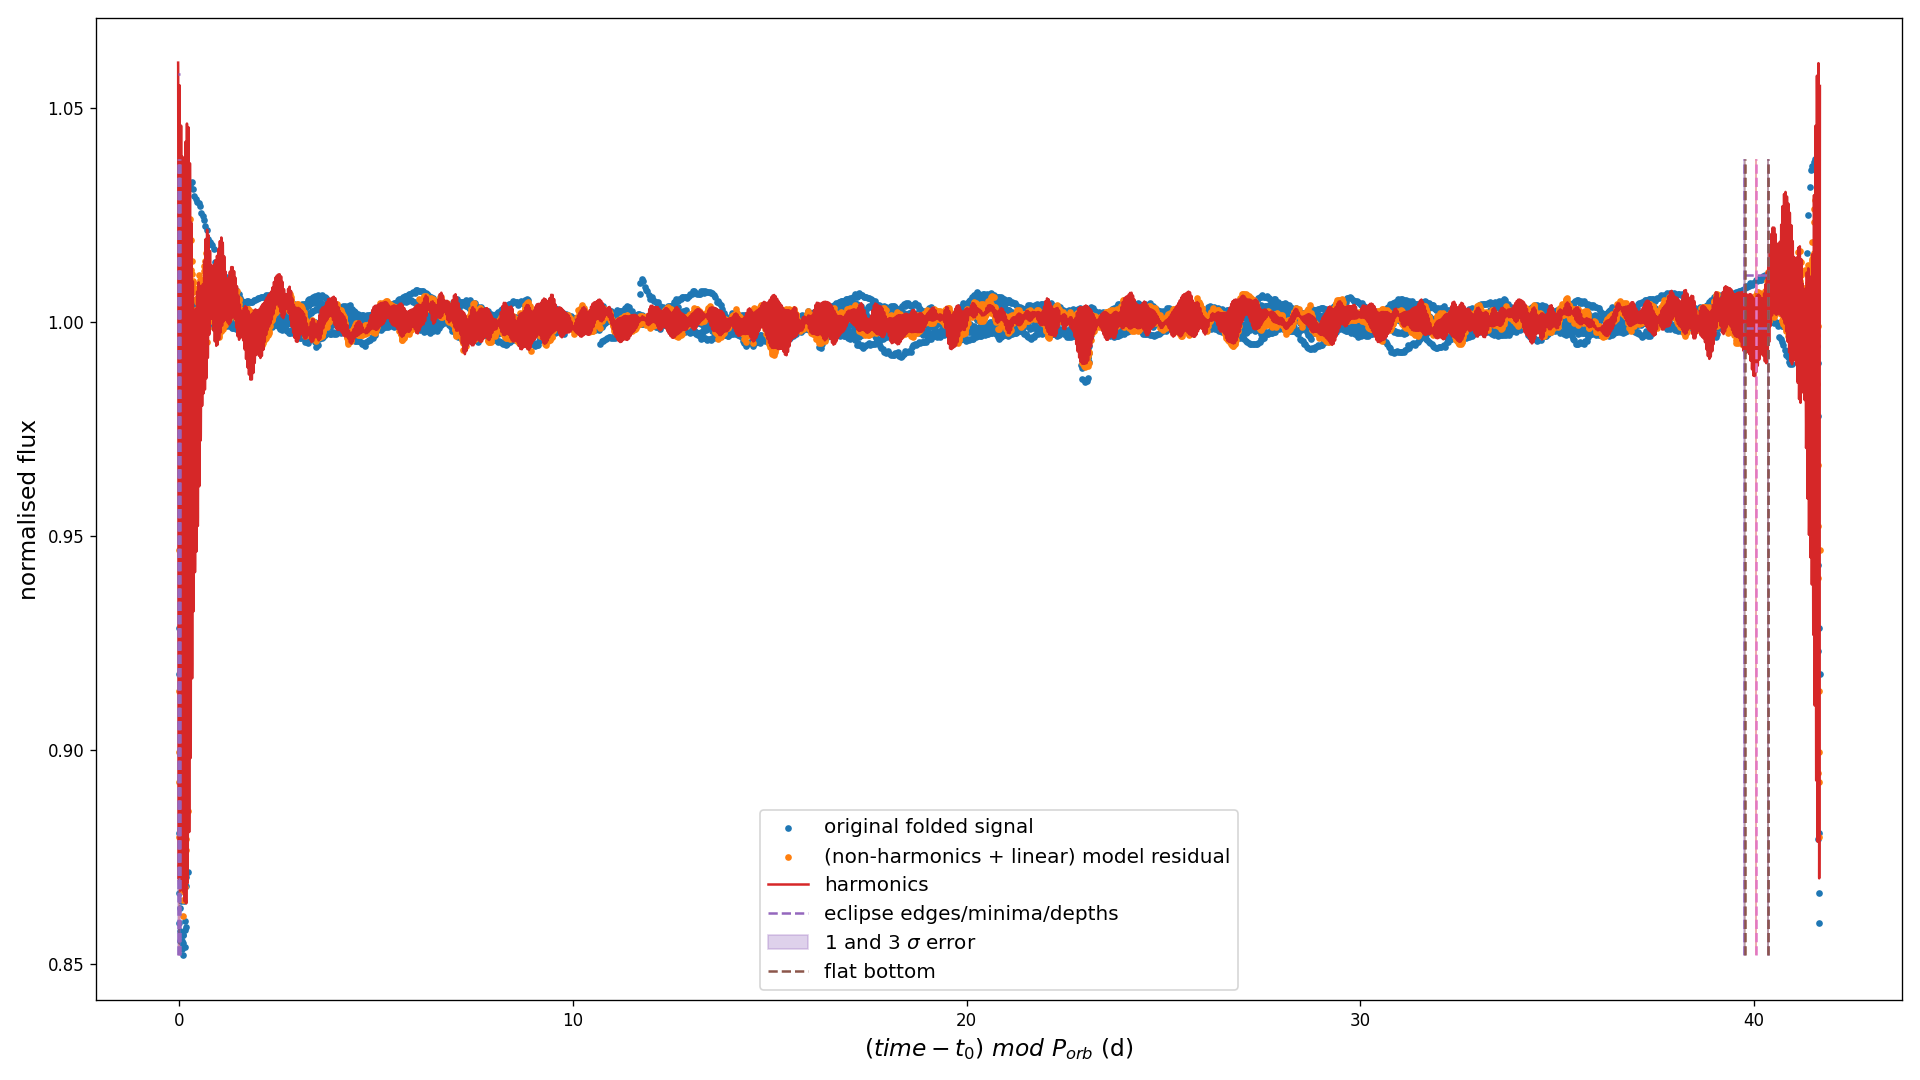 normalised flux
1.05
1.00
0.95
0.90
0.85
original folded signal
(non-harmonics + linear) model residual
harmonics
eclipse edges/minima/depths
1 and 3 σ error
flat bottom
0 10 20 30 40
(time − t₀) mod P_orb (d)